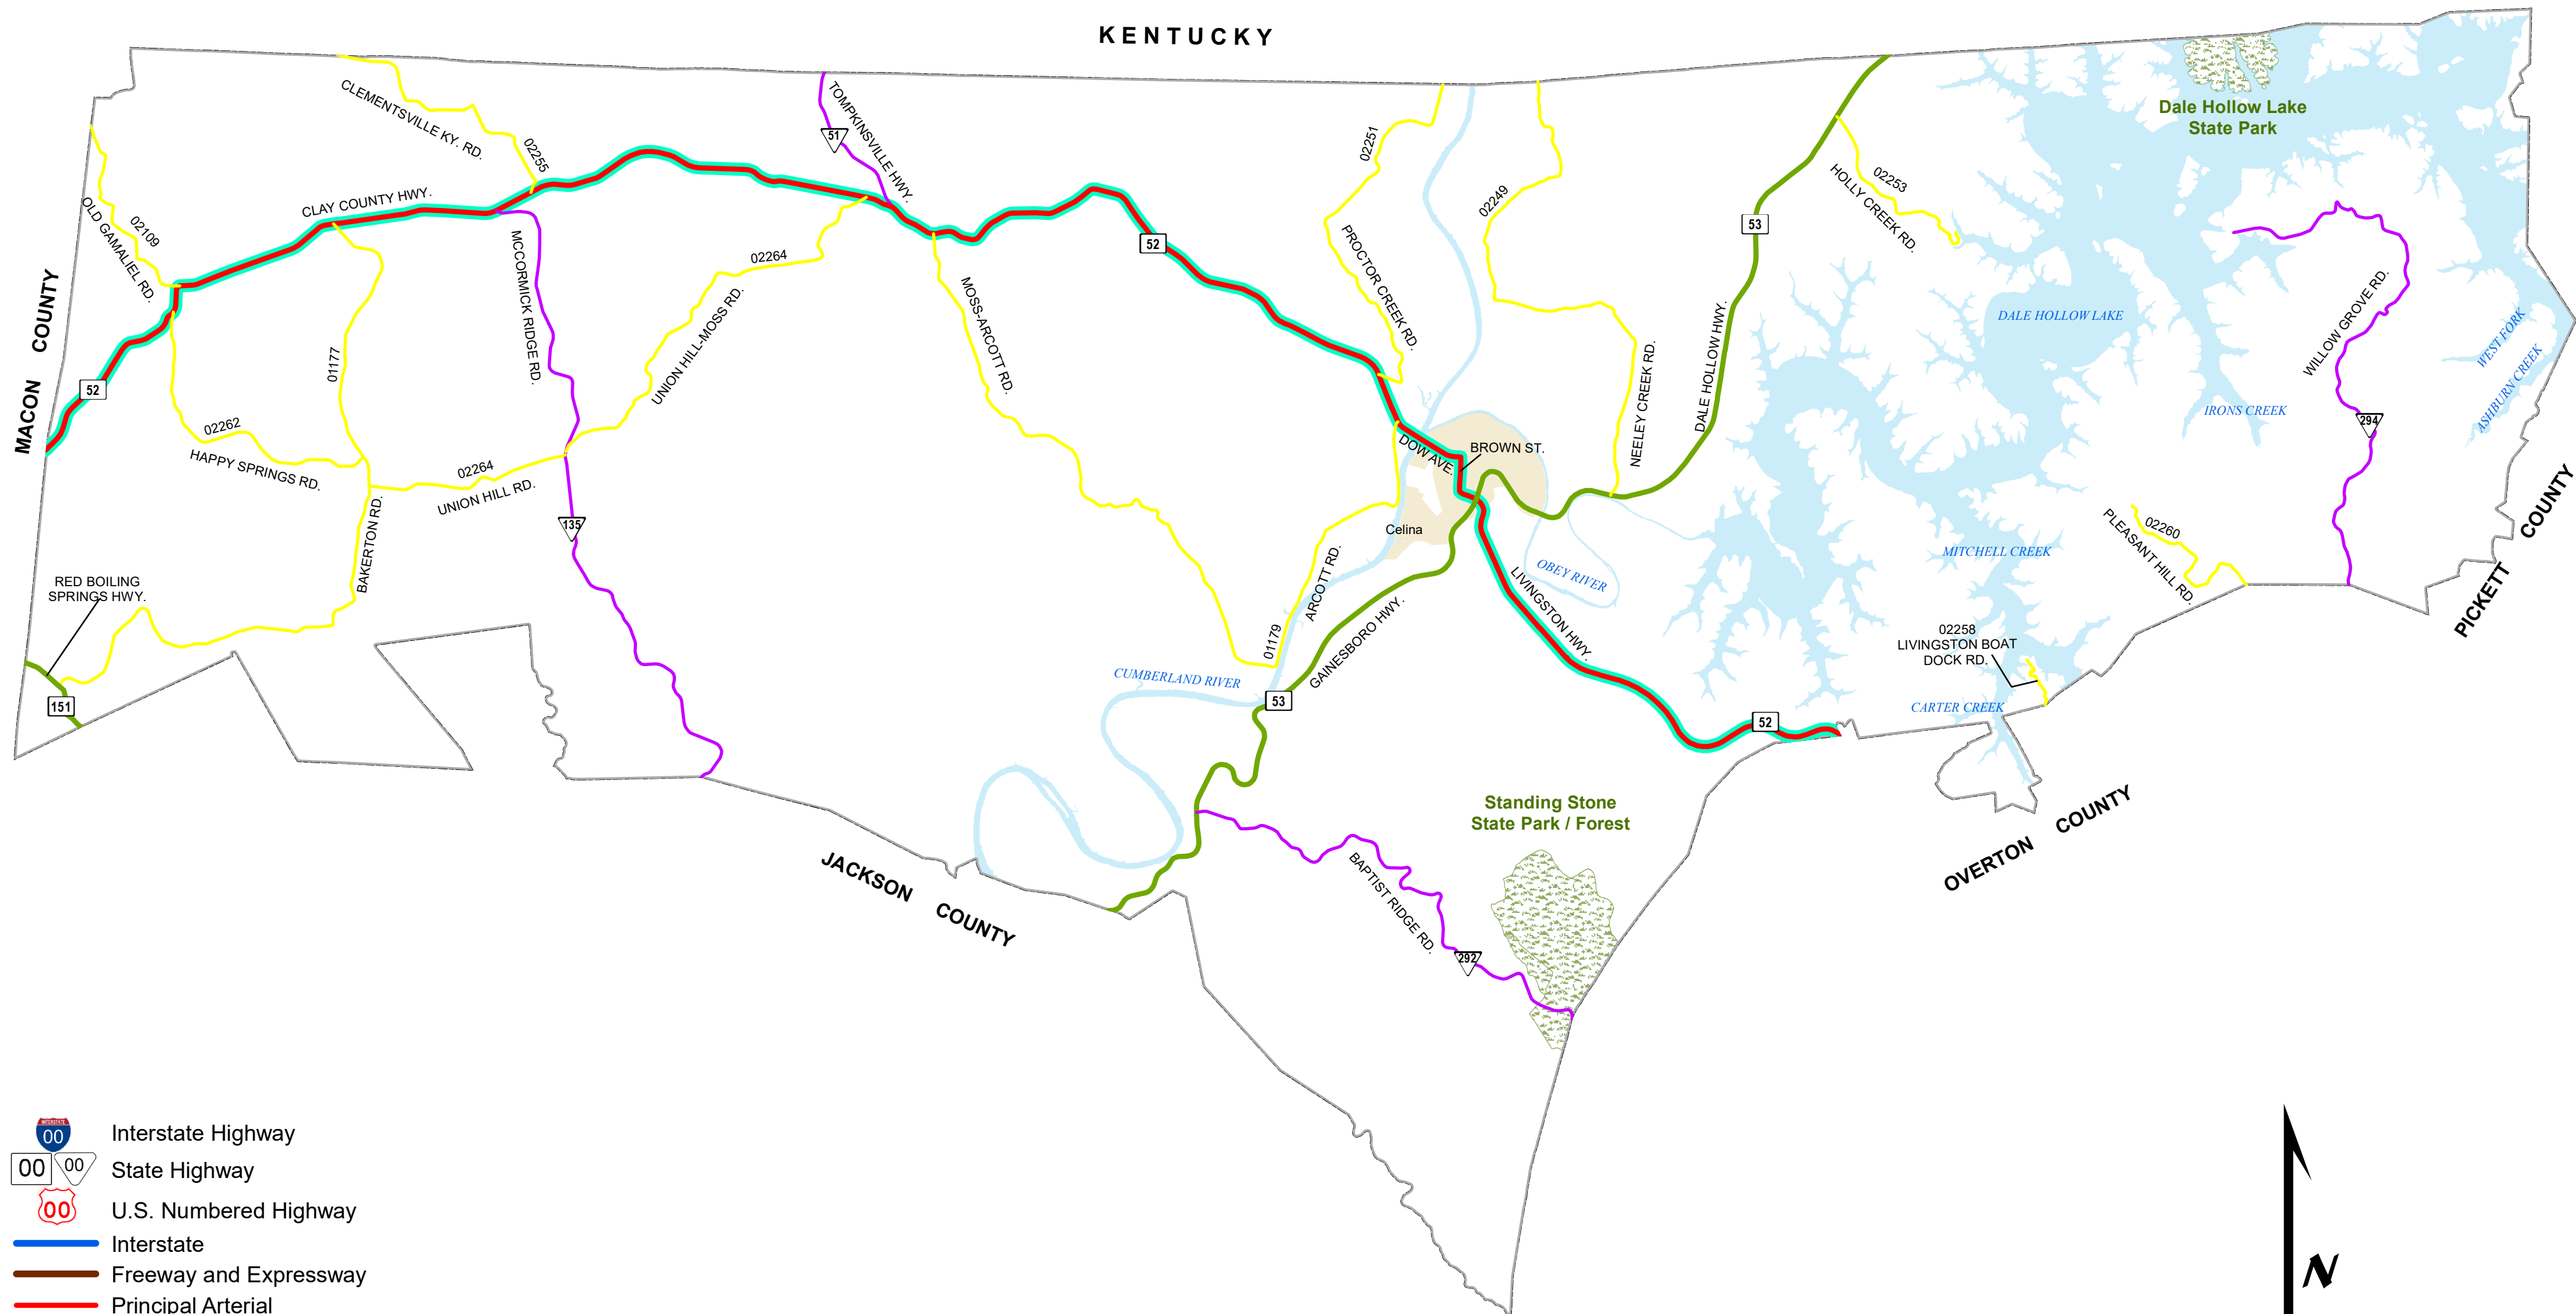 KENTUCKY
Dale Hollow Lake
State Park
CLEMENTSVILLE KY. RD.
02255
TOMPKINSVILLE HWY.
51
02251
02249
53
02253
HOLLY CREEK RD.
OLD GAMALIEL RD.
02109
CLAY COUNTY HWY.
MCCORMICK RIDGE RD.
02264
UNION HILL-MOSS RD.
MOSS-ARCOTT RD.
52
PROCTOR CREEK RD.
NEELEY CREEK RD.
DALE HOLLOW HWY.
DALE HOLLOW LAKE
WILLOW GROVE RD.
WEST FORK
ASHBURN CREEK
IRONS CREEK
294
MACON COUNTY
52
01177
02262
HAPPY SPRINGS RD.
02264
UNION HILL RD.
BAKERTON RD.
135
DOW AVE.
BROWN ST.
Celina
OBEY RIVER
MITCHELL CREEK
02260
PLEASANT HILL RD.
PICKETT COUNTY
RED BOILING
SPRINGS HWY.
151
ARCOTT RD.
01179
GAINESBORO HWY.
LIVINGSTON HWY.
02258
LIVINGSTON BOAT
DOCK RD.
CARTER CREEK
CUMBERLAND RIVER
53
52
Standing Stone
State Park / Forest
OVERTON COUNTY
JACKSON COUNTY
BAPTIST RIDGE RD.
292
INTERSTATE
00
Interstate Highway
00 00
State Highway
00
U.S. Numbered Highway
Interstate
Freeway and Expressway
Principal Arterial
N